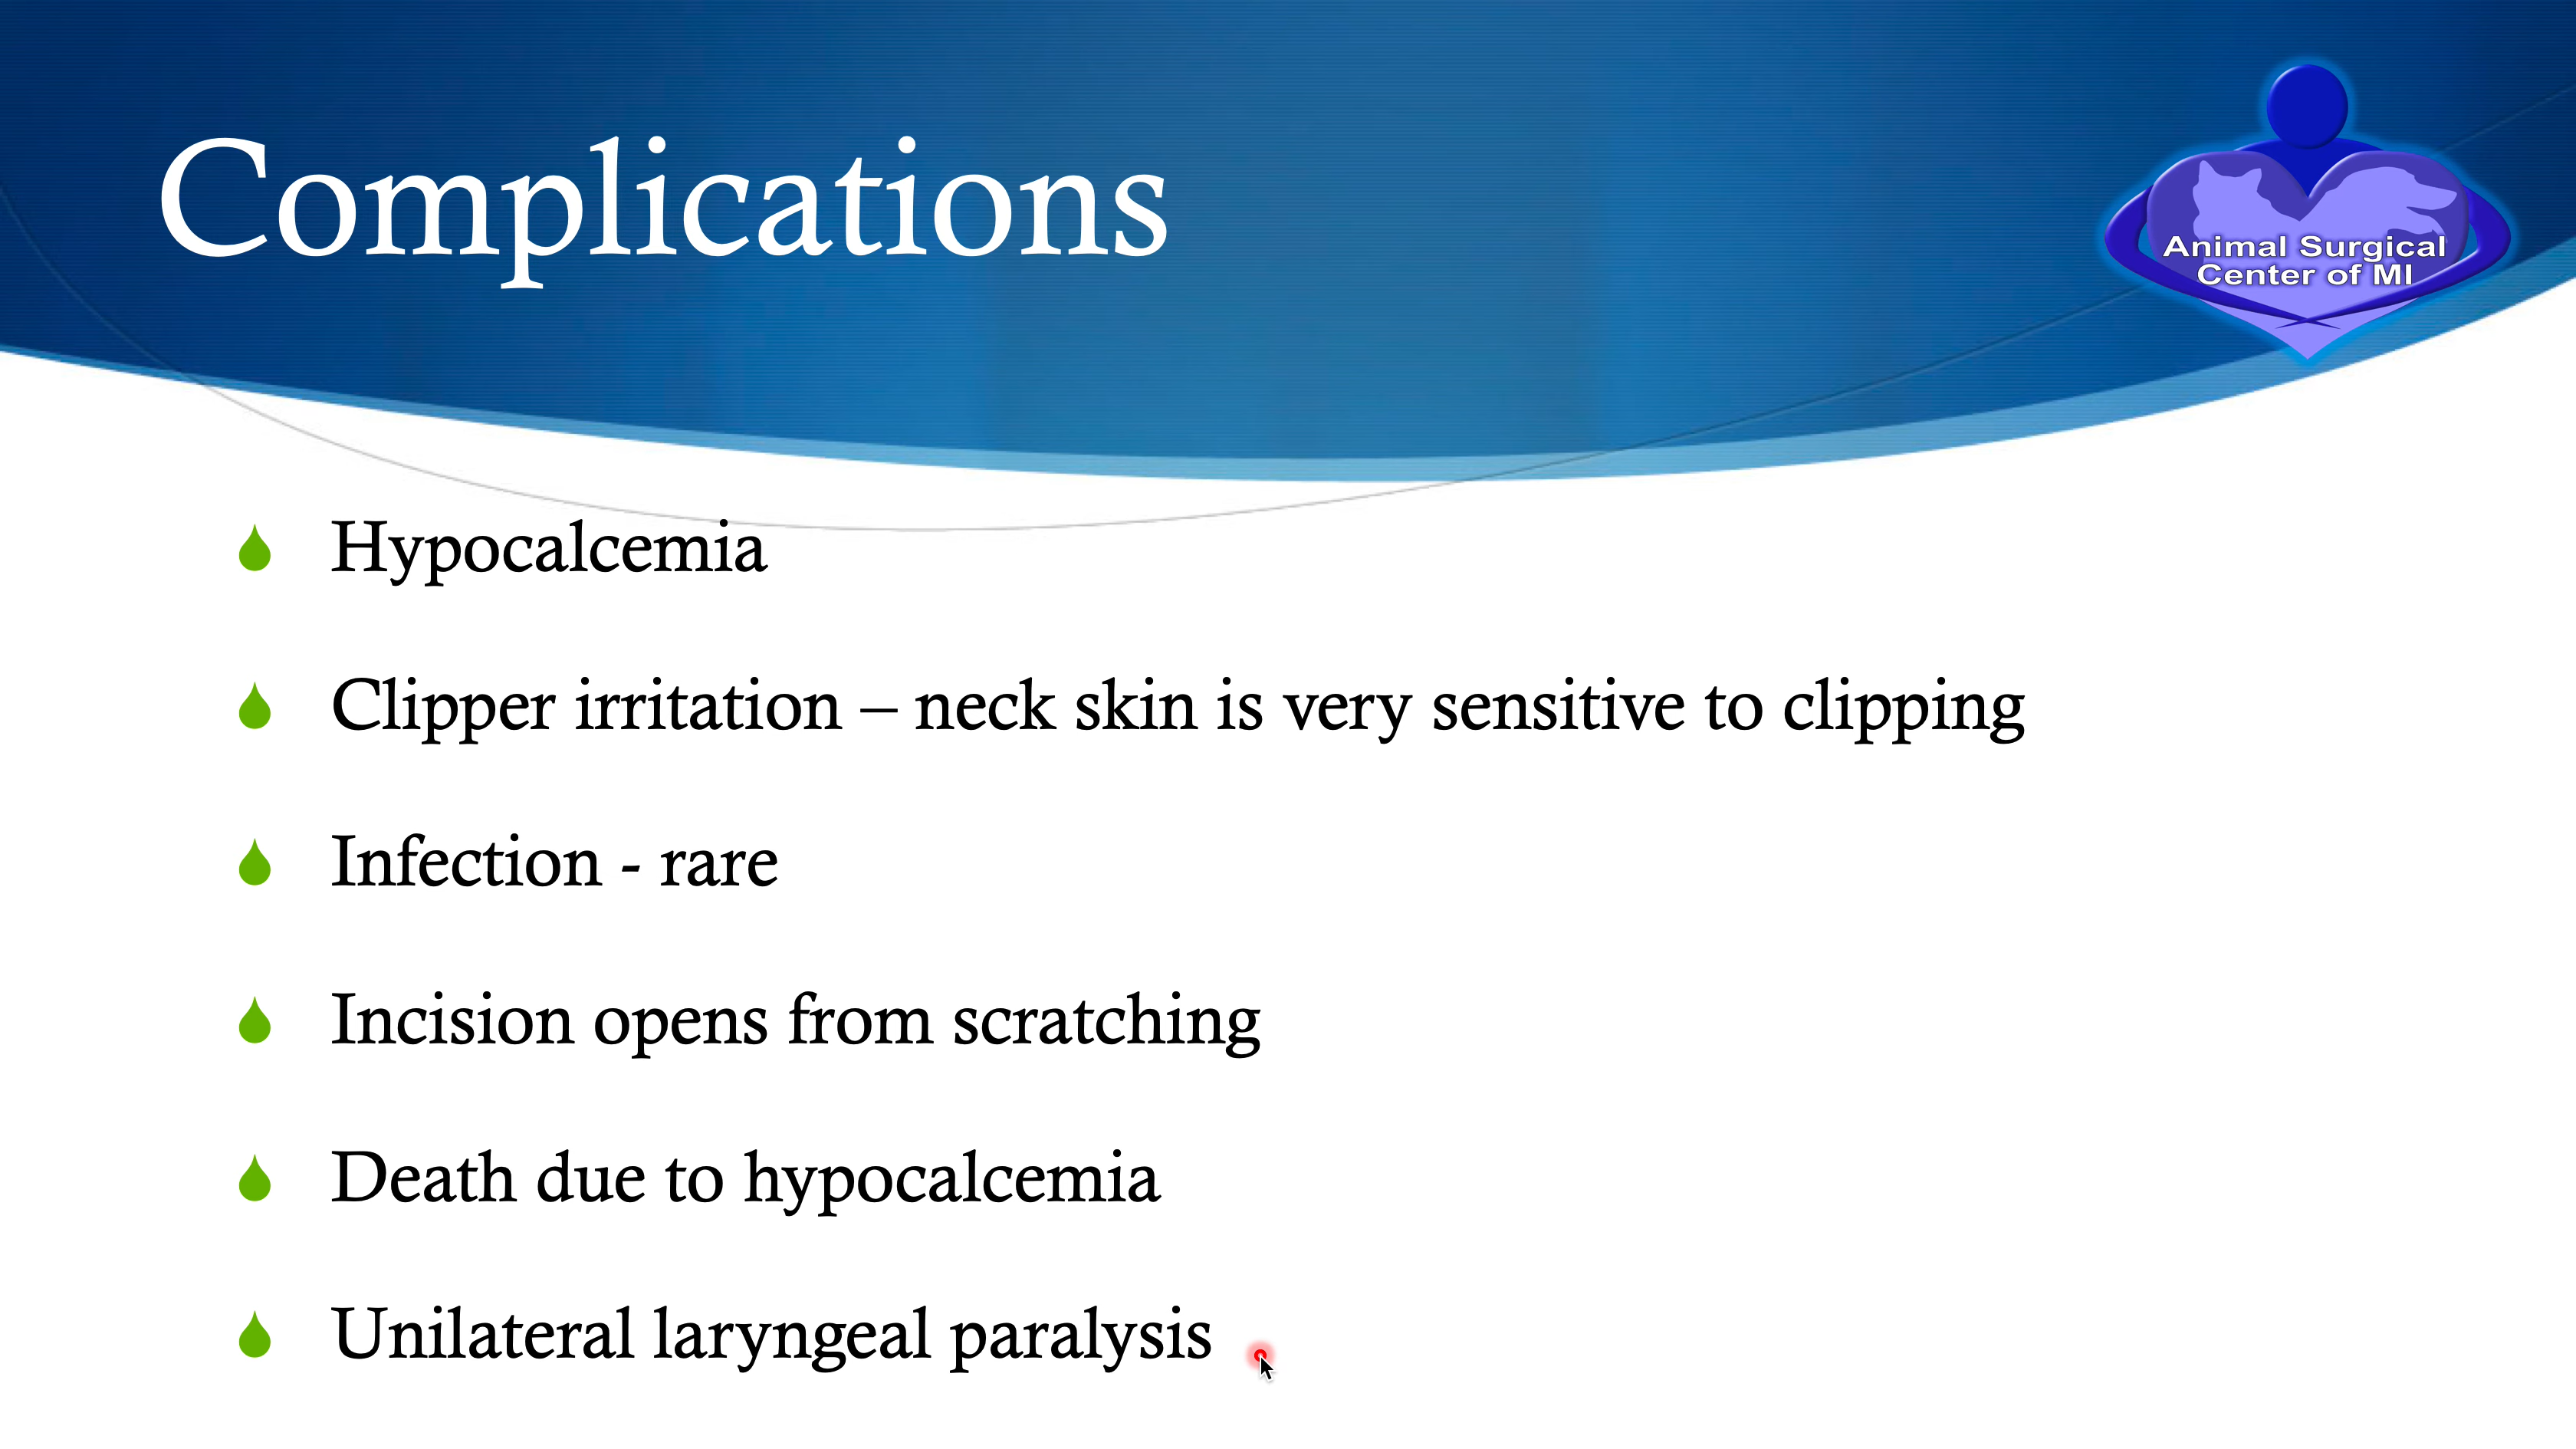 Complications
Animal Surgical
Center of MI
Hypocalcemia
Clipper irritation – neck skin is very sensitive to clipping
Infection - rare
Incision opens from scratching
Death due to hypocalcemia
Unilateral laryngeal paralysis